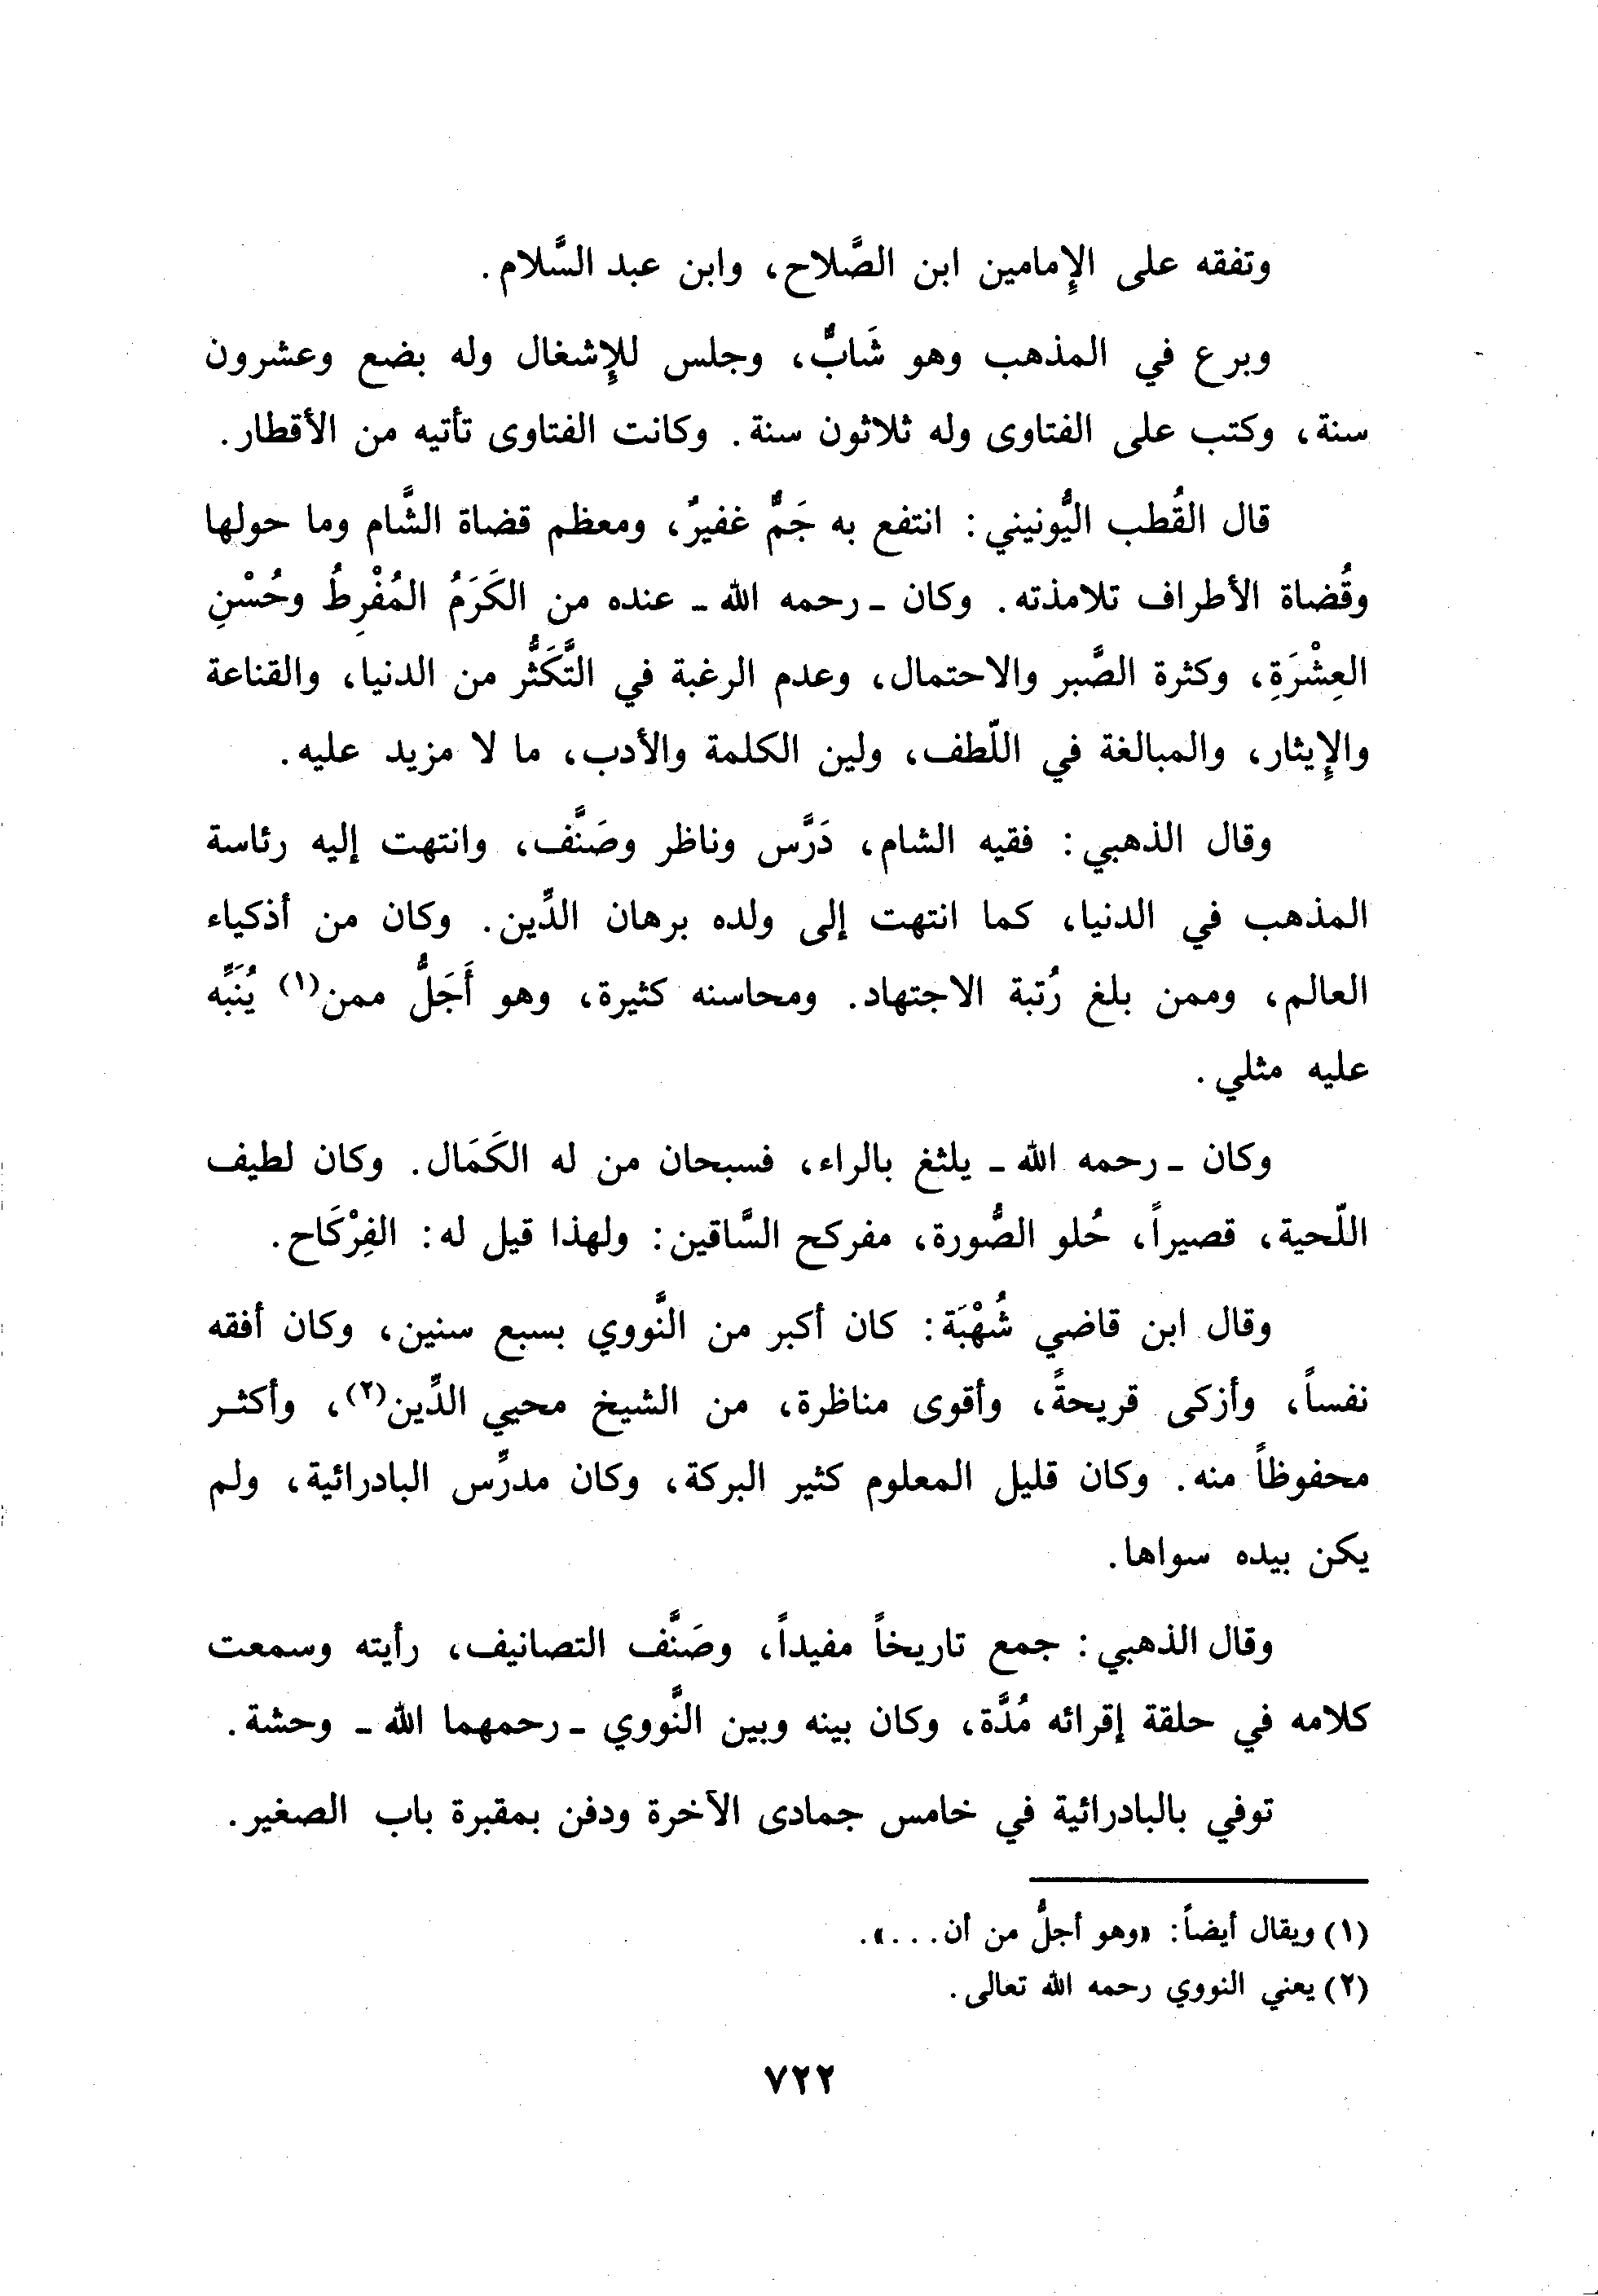 وتفقه على الإمامين ابن الصَّلاح، وابن عبد السَّلام.
وبرع في المذهب وهو شَابٌّ، وجلس للإشغال وله بضع وعشرون
سنة، وكتب على الفتاوى وله ثلاثون سنة. وكانت الفتاوى تأتيه من الأقطار.
قال القُطب اليُّونيني: انتفع به جَمٌّ غفيرٌ، ومعظم قضاة الشَّام وما حولها
وقُضاة الأطراف تلامذته. وكان ـ رحمه الله ـ عنده من الكَرَمُ المُفْرِطُ وحُسْنِ
العِشْرَةِ، وكثرة الصَّبر والاحتمال، وعدم الرغبة في التَّكَثُّر من الدنيا، والقناعة
والإيثار، والمبالغة في اللّطف، ولين الكلمة والأدب، ما لا مزيد عليه.
وقال الذهبي: فقيه الشام، دَرَّس وناظر وصَنَّف، وانتهت إليه رئاسة
المذهب في الدنيا، كما انتهت إلى ولده برهان الدِّين. وكان من أذكياء
العالم، وممن بلغ رُتبة الاجتهاد. ومحاسنه كثيرة، وهو أَجَلُّ ممن(١) يُنَبِّه
عليه مثلي.
وكان ـ رحمه الله ـ يلثغ بالراء، فسبحان من له الكَمَال. وكان لطيف
اللّحية، قصيراً، حُلو الصُّورة، مفركح السَّاقين: ولهذا قيل له: الفِرْكَاح.
وقال ابن قاضي شُهْبَة: كان أكبر من النَّووي بسبع سنين، وكان أفقه
نفساً، وأزكى قريحةً، وأقوى مناظرة، من الشيخ محيي الدِّين(٢)، وأكثر
محفوظاً منه. وكان قليل المعلوم كثير البركة، وكان مدرِّس البادرائية، ولم
يكن بيده سواها.
وقال الذهبي: جمع تاريخاً مفيداً، وصَنَّف التصانيف، رأيته وسمعت
كلامه في حلقة إقرائه مُدَّة، وكان بينه وبين النَّووي ـ رحمهما الله ـ وحشة.
توفي بالبادرائية في خامس جمادى الآخرة ودفن بمقبرة باب الصغير.
(١) ويقال أيضاً: «وهو أجلُّ من أن...».
(٢) يعني النووي رحمه الله تعالى.
٧٢٢